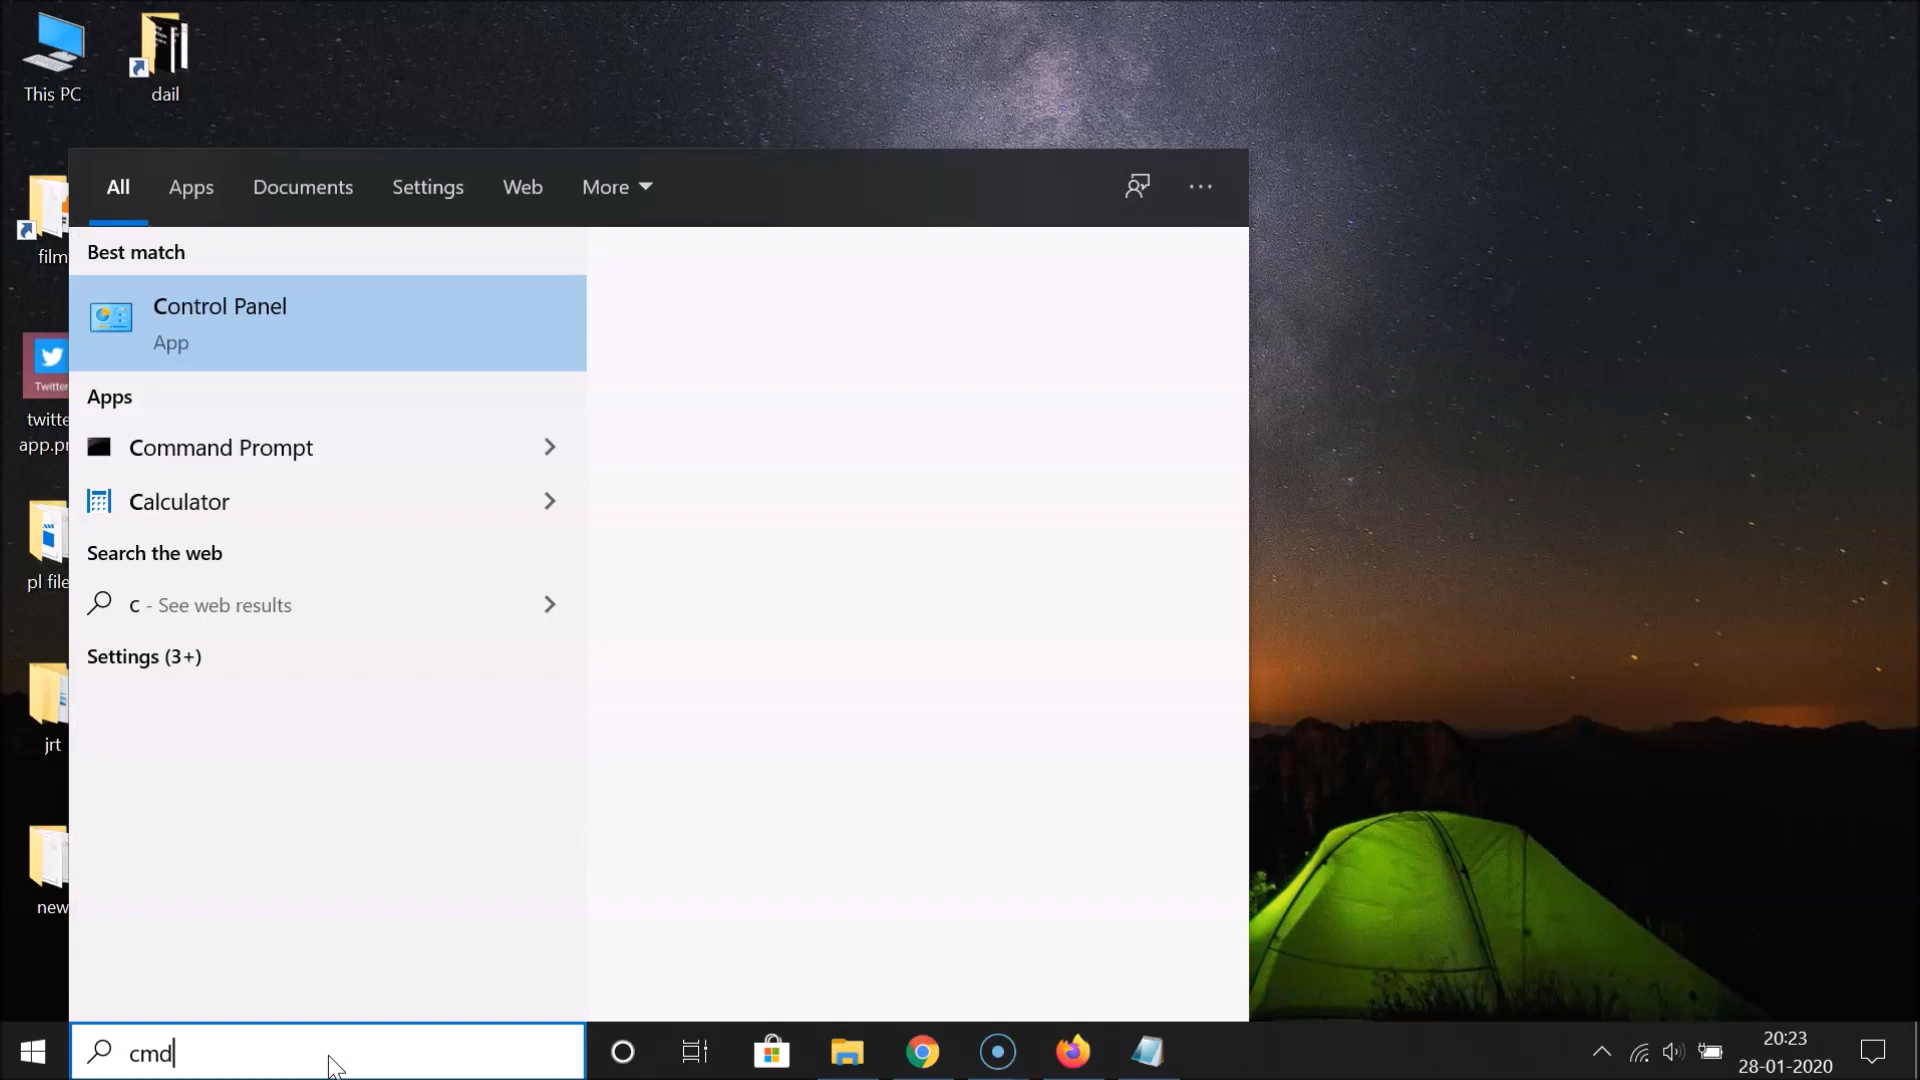 This PC
dail
film
Twitter
twitte
app.pr
pl file
jrt
new
All Apps Documents Settings Web More
Best match
Control Panel
App
Apps
Command Prompt
Calculator
Search the web
c - See web results
Settings (3+)
cmd
20:23
28-01-2020